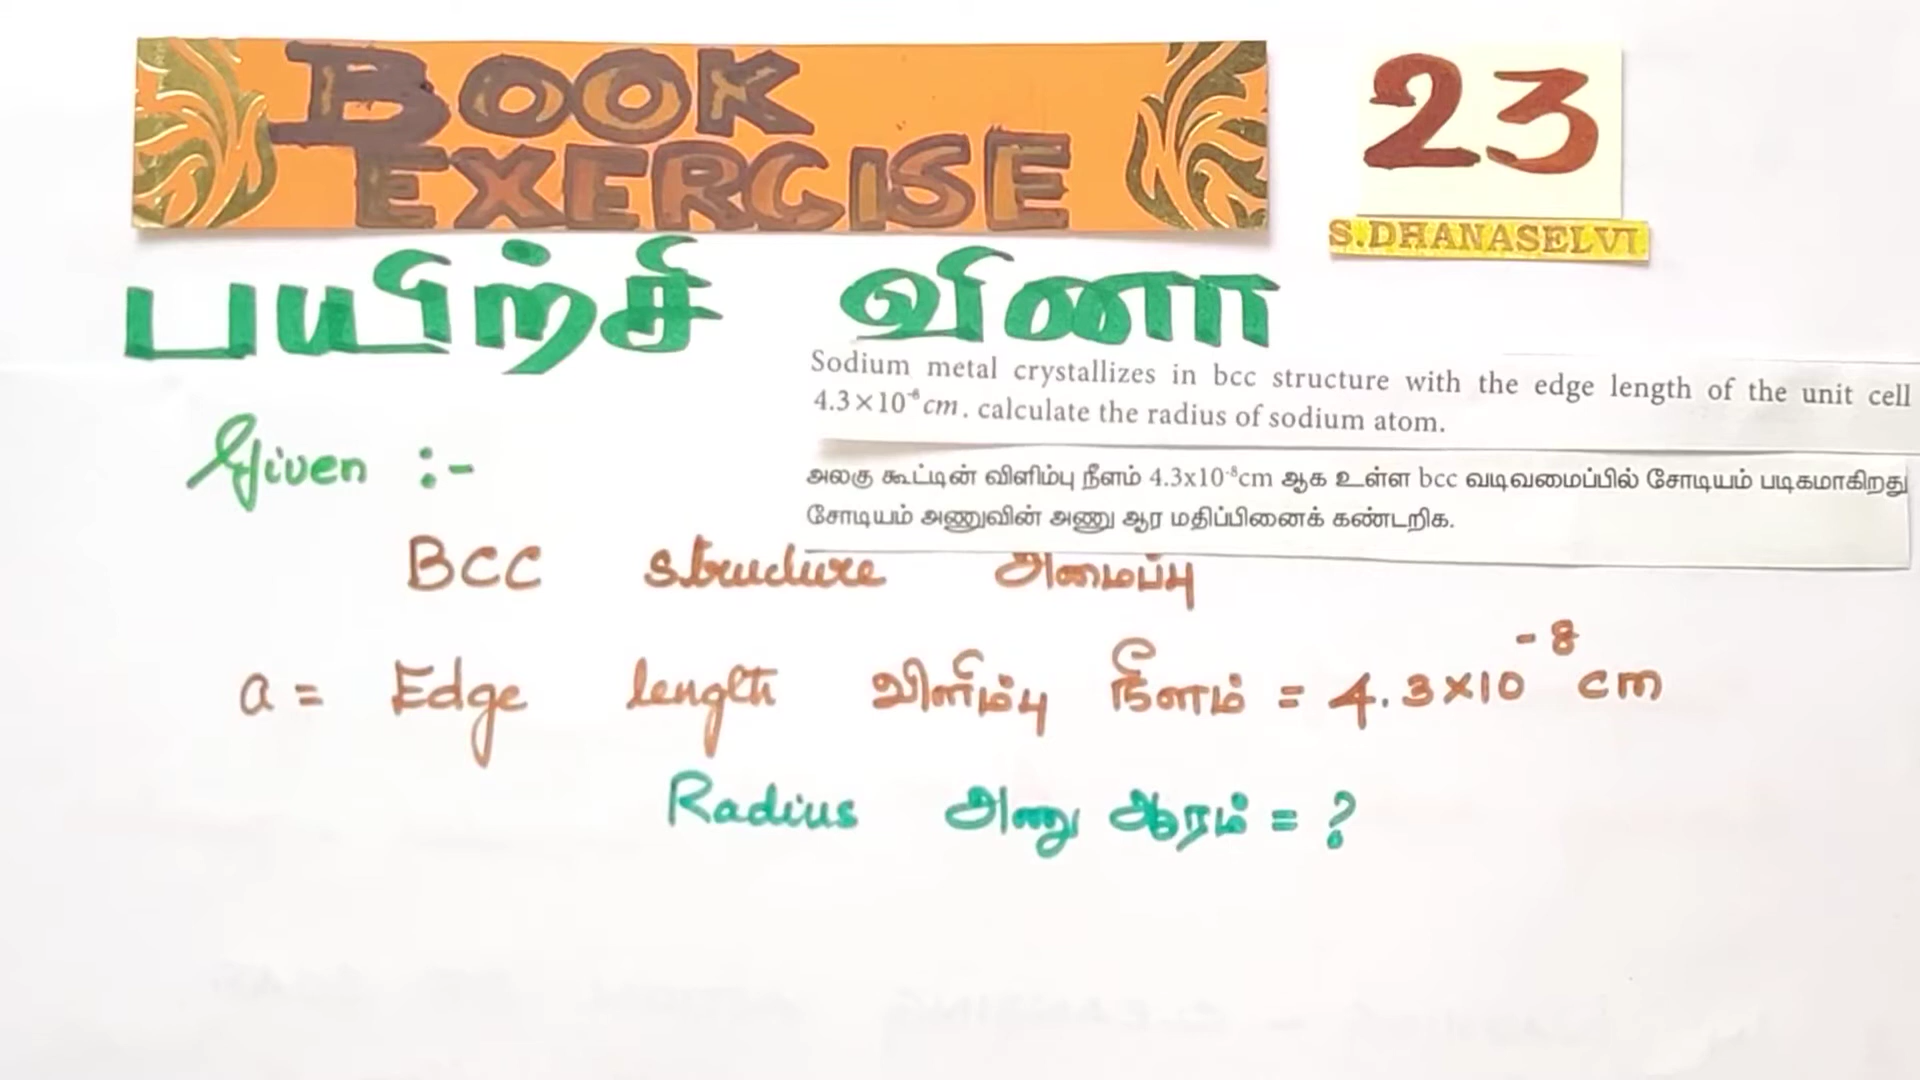 BOOK
EXERCISE
23
S.DHANASELVI
பயிற்சி வினா
Sodium metal crystallizes in bcc structure with the edge length of the unit cell
4.3×10⁻⁸cm. calculate the radius of sodium atom.
அலகு கூட்டின் விளிம்பு நீளம் 4.3x10⁻⁸cm ஆக உள்ள bcc வடிவமைப்பில் சோடியம் படிகமாகிறது
சோடியம் அணுவின் அணு ஆர மதிப்பினைக் கண்டறிக.
Given :-
BCC structure அமைப்பு
a = Edge length விளிம்பு நீளம் = 4.3×10⁻⁸ cm
Radius அணு ஆரம் = ?